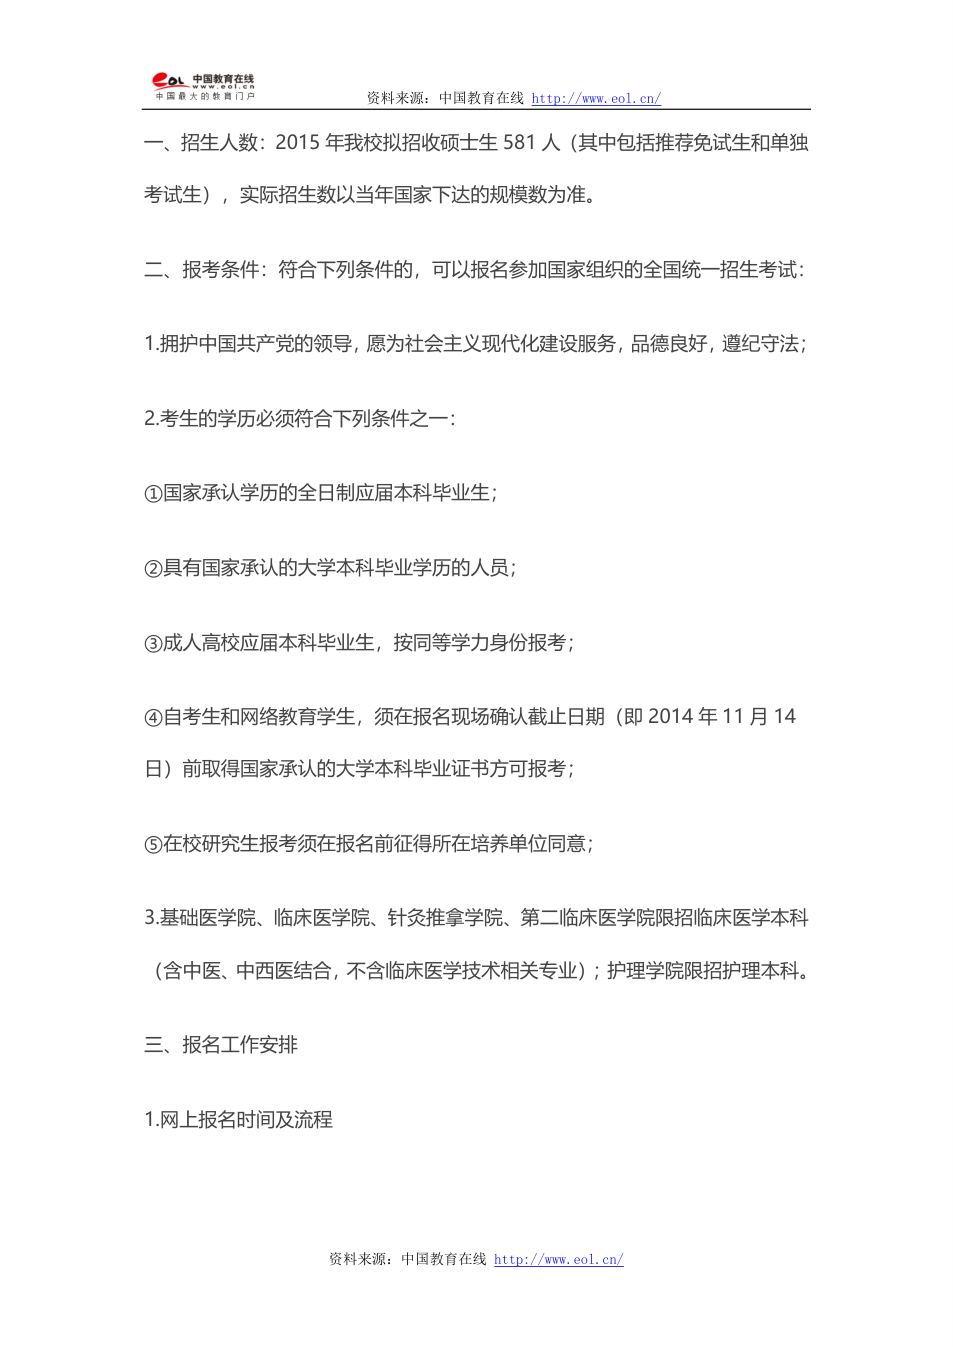 eol 中国教育在线
www.eol.cn
中国最大的教育门户
资料来源：中国教育在线 http://www.eol.cn/
一、招生人数：2015 年我校拟招收硕士生 581 人（其中包括推荐免试生和单独
考试生），实际招生数以当年国家下达的规模数为准。
二、报考条件：符合下列条件的，可以报名参加国家组织的全国统一招生考试：
1.拥护中国共产党的领导，愿为社会主义现代化建设服务，品德良好，遵纪守法；
2.考生的学历必须符合下列条件之一：
①国家承认学历的全日制应届本科毕业生；
②具有国家承认的大学本科毕业学历的人员；
③成人高校应届本科毕业生，按同等学力身份报考；
④自考生和网络教育学生，须在报名现场确认截止日期（即 2014 年 11 月 14
日）前取得国家承认的大学本科毕业证书方可报考；
⑤在校研究生报考须在报名前征得所在培养单位同意；
3.基础医学院、临床医学院、针灸推拿学院、第二临床医学院限招临床医学本科
（含中医、中西医结合，不含临床医学技术相关专业）；护理学院限招护理本科。
三、报名工作安排
1.网上报名时间及流程
资料来源：中国教育在线 http://www.eol.cn/